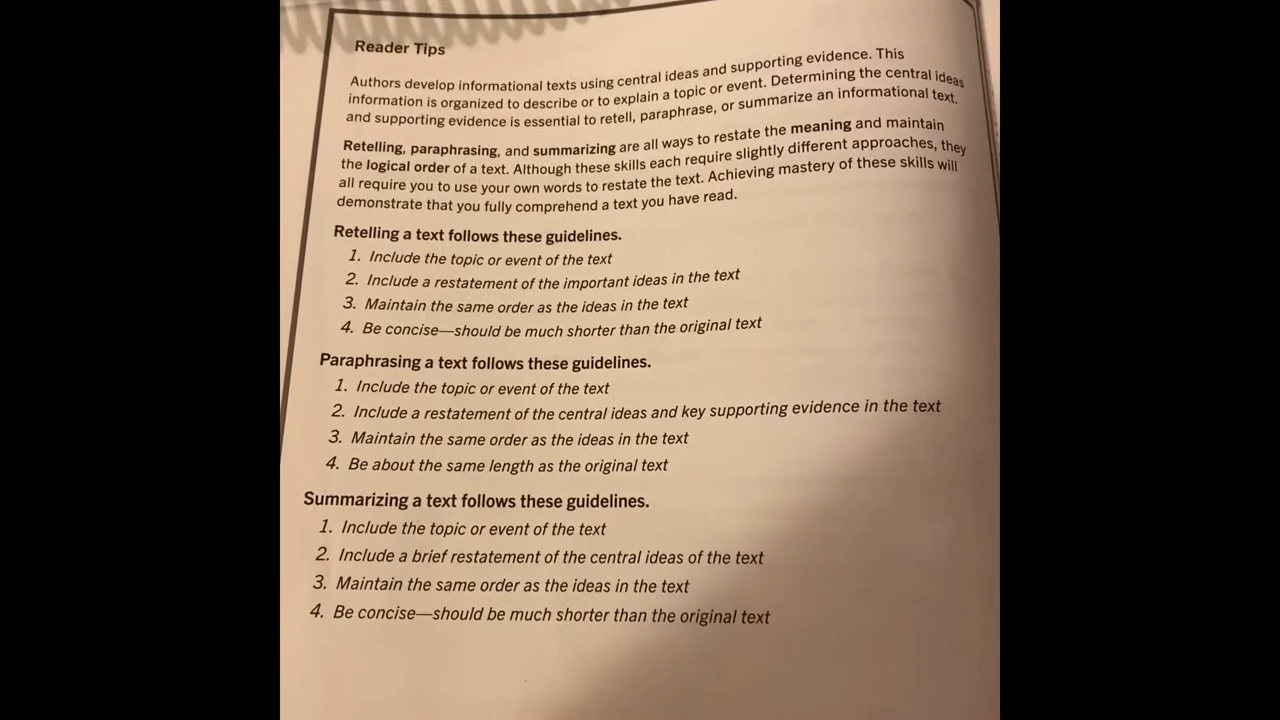 Reader Tips
Authors develop informational texts using central ideas and supporting evidence. This
information is organized to describe or to explain a topic or event. Determining the central ideas
and supporting evidence is essential to retell, paraphrase, or summarize an informational text.
Retelling, paraphrasing, and summarizing are all ways to restate the meaning and maintain
the logical order of a text. Although these skills each require slightly different approaches, they
all require you to use your own words to restate the text. Achieving mastery of these skills will
demonstrate that you fully comprehend a text you have read.
Retelling a text follows these guidelines.
1. Include the topic or event of the text
2. Include a restatement of the important ideas in the text
3. Maintain the same order as the ideas in the text
4. Be concise—should be much shorter than the original text
Paraphrasing a text follows these guidelines.
1. Include the topic or event of the text
2. Include a restatement of the central ideas and key supporting evidence in the text
3. Maintain the same order as the ideas in the text
4. Be about the same length as the original text
Summarizing a text follows these guidelines.
1. Include the topic or event of the text
2. Include a brief restatement of the central ideas of the text
3. Maintain the same order as the ideas in the text
4. Be concise—should be much shorter than the original text